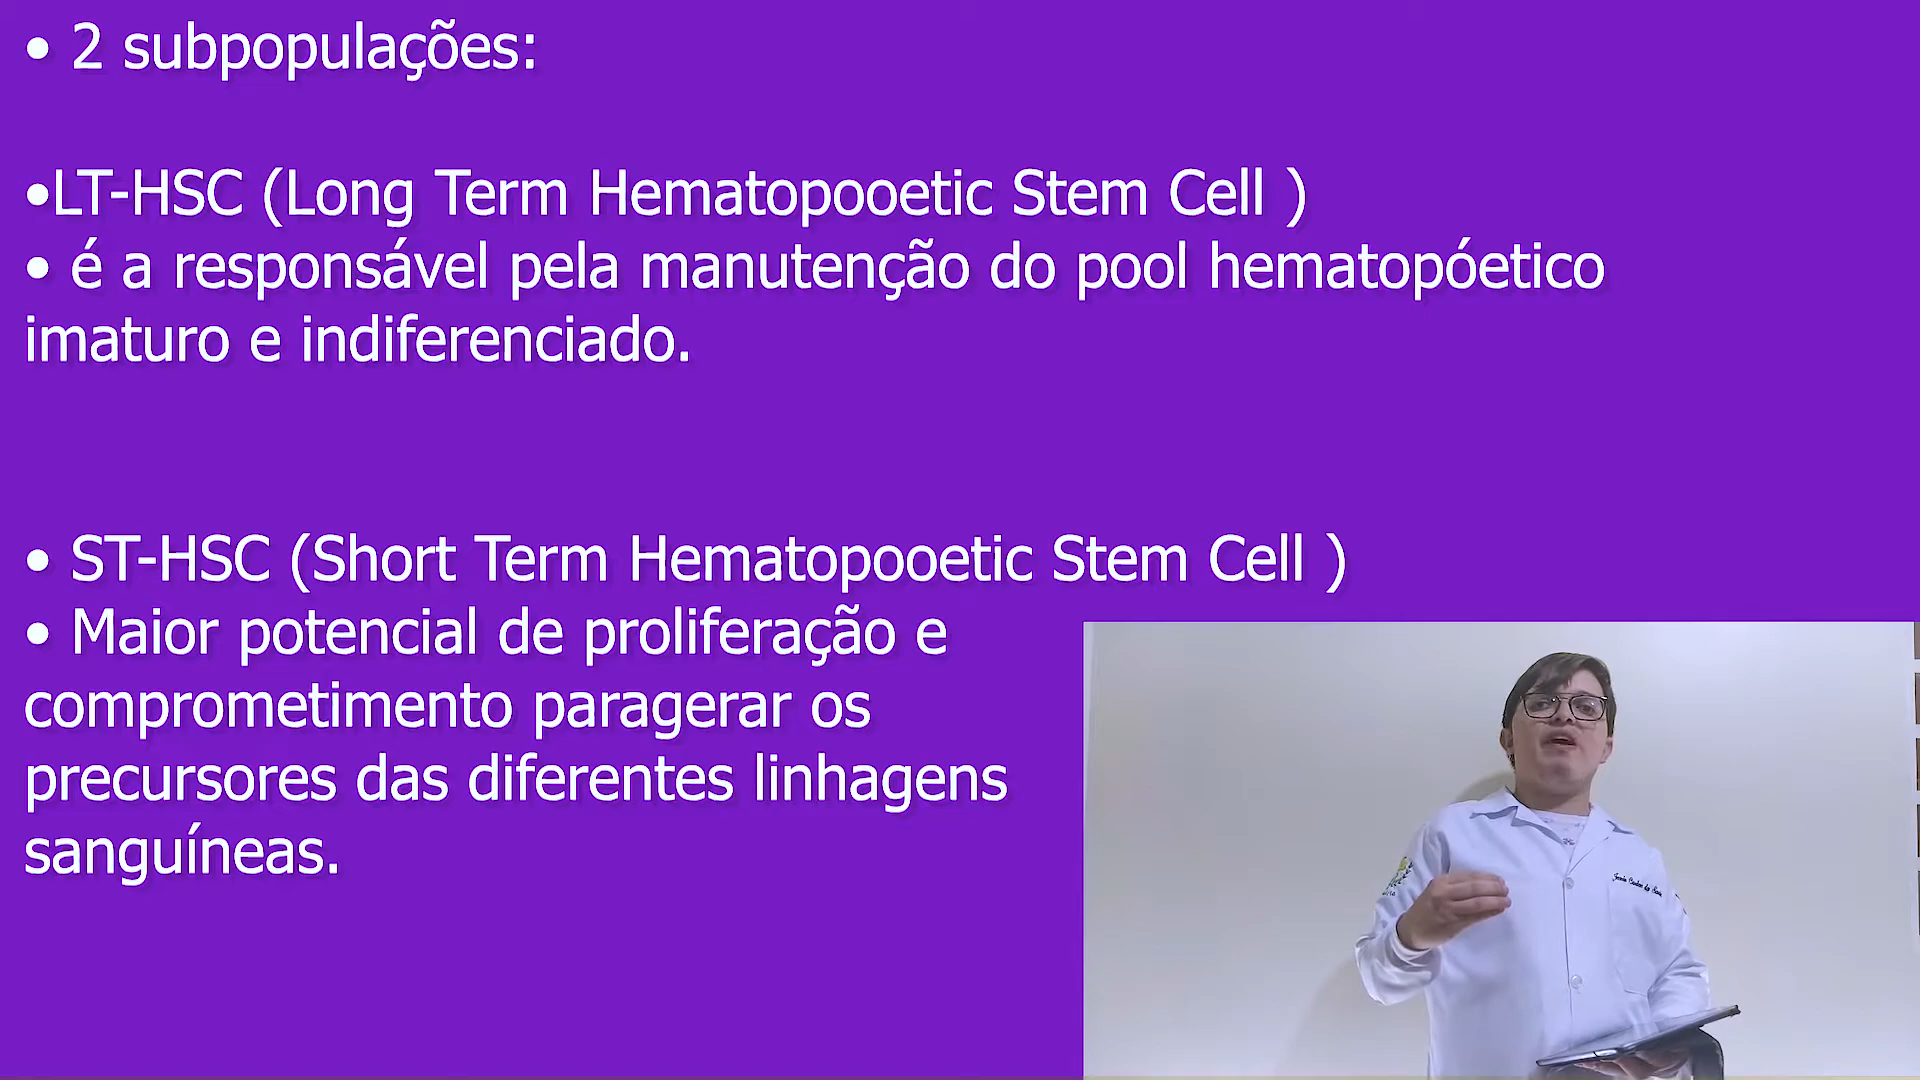 • 2 subpopulações:
•LT-HSC (Long Term Hematopooetic Stem Cell )
• é a responsável pela manutenção do pool hematopóetico
imaturo e indiferenciado.
• ST-HSC (Short Term Hematopooetic Stem Cell )
• Maior potencial de proliferação e
comprometimento paragerar os
precursores das diferentes linhagens
sanguíneas.